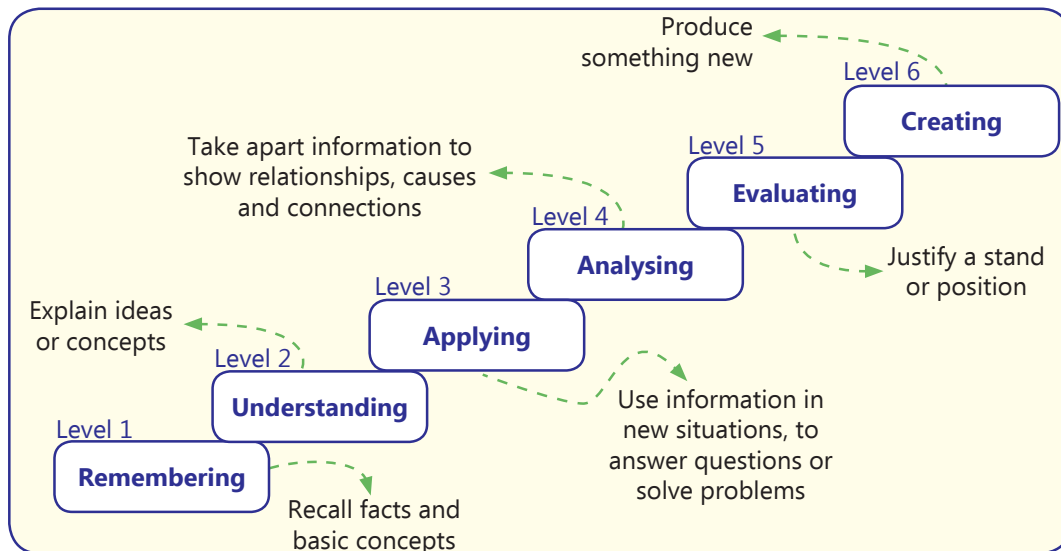 Produce
something new
Level 6
Creating
Take apart information to
show relationships, causes
and connections
Level 5
Evaluating
Level 4
Analysing
Justify a stand
or position
Level 3
Applying
Explain ideas
or concepts
Level 2
Understanding
Use information in
new situations, to
answer questions or
solve problems
Level 1
Remembering
Recall facts and
basic concepts